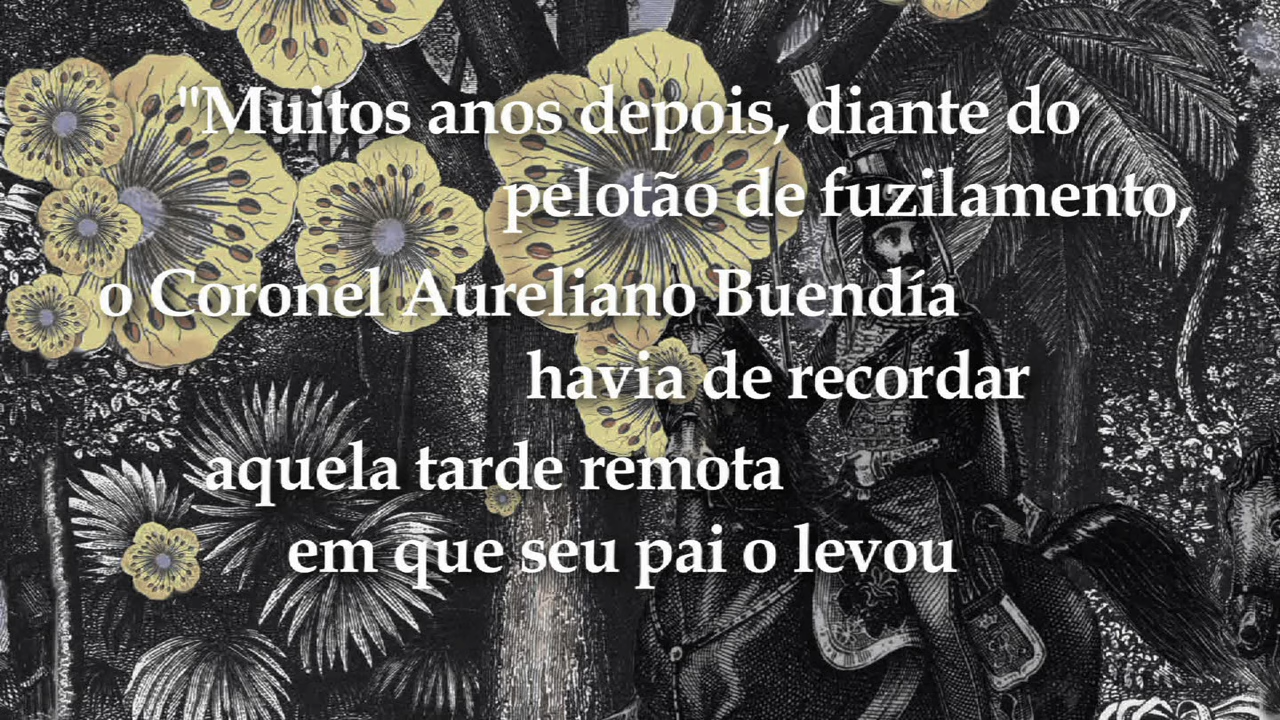 "Muitos anos depois, diante do
pelotão de fuzilamento,
o Coronel Aureliano Buendía
havia de recordar
aquela tarde remota
em que seu pai o levou